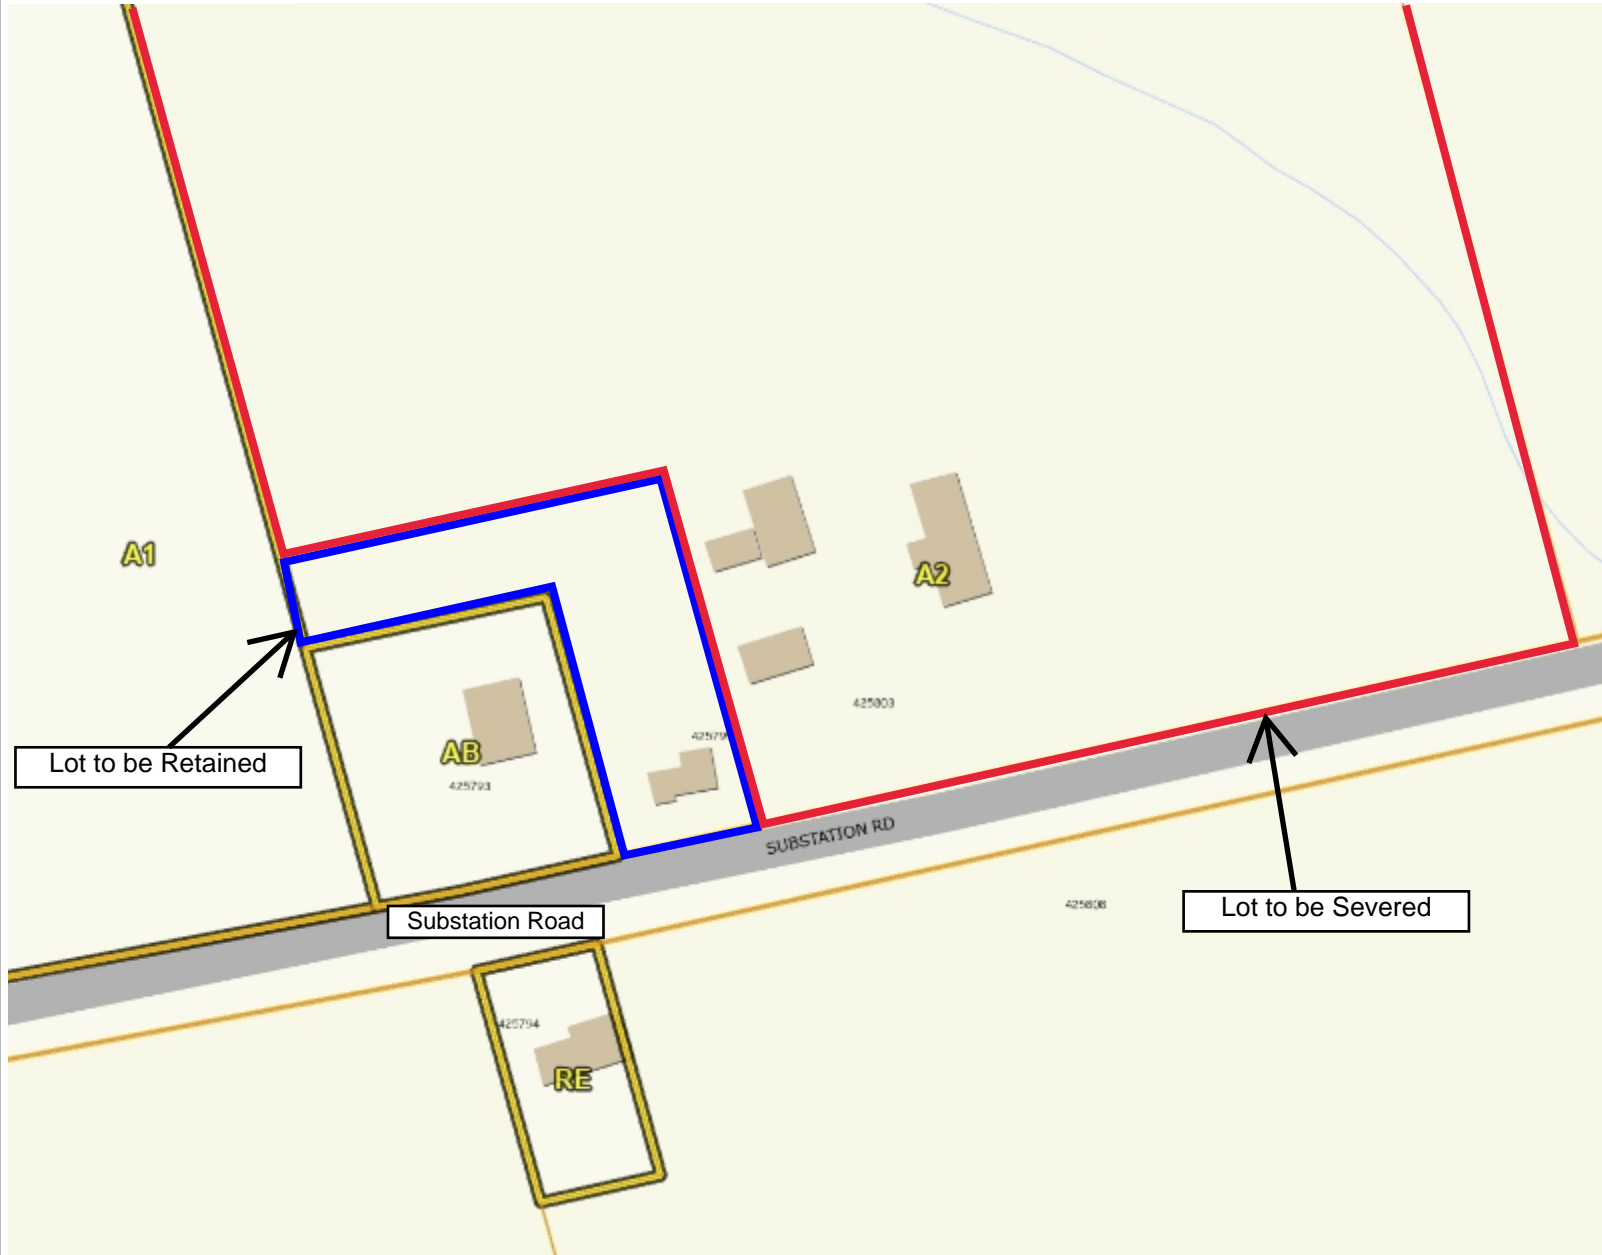 A1
A2
425803
42579
Lot to be Retained
AB
425793
SUBSTATION RD
Substation Road
425808
Lot to be Severed
425794
RE